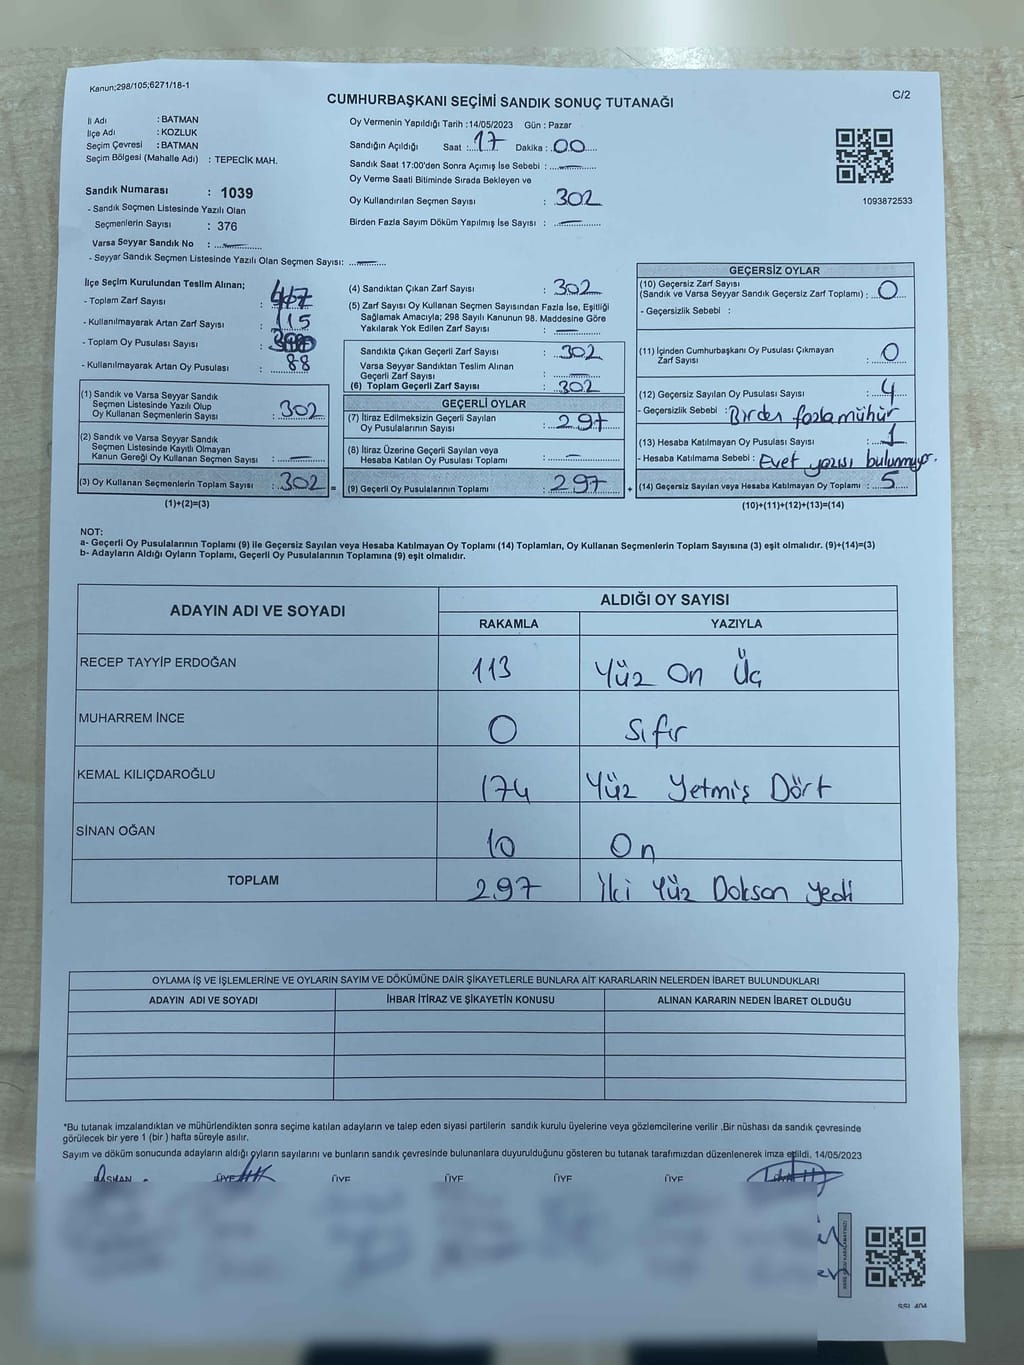 Kanun;298/105;6271/18-1
C/2
CUMHURBAŞKANI SEÇİMİ SANDIK SONUÇ TUTANAĞI
İl Adı : BATMAN
İlçe Adı : KOZLUK
Seçim Çevresi : BATMAN
Seçim Bölgesi (Mahalle Adı) : TEPECİK MAH.
Sandık Numarası : 1039
- Sandık Seçmen Listesinde Yazılı Olan
Seçmenlerin Sayısı : 376
Varsa Seyyar Sandık No :
- Seyyar Sandık Seçmen Listesinde Yazılı Olan Seçmen Sayısı:
Oy Vermenin Yapıldığı Tarih :14/05/2023 Gün : Pazar
Sandığın Açıldığı Saat : 17 Dakika : 00
Sandık Saat 17:00'den Sonra Açılmış İse Sebebi :
Oy Verme Saati Bitiminde Sırada Bekleyen ve
Oy Kullandırılan Seçmen Sayısı : 302
Birden Fazla Sayım Döküm Yapılmış İse Sayısı :
1093872533
İlçe Seçim Kurulundan Teslim Alınan;
- Toplam Zarf Sayısı :
- Kullanılmayarak Artan Zarf Sayısı : 115
- Toplam Oy Pusulası Sayısı :
- Kullanılmayarak Artan Oy Pusulası : 88
(1) Sandık ve Varsa Seyyar Sandık
Seçmen Listesinde Yazılı Olup
Oy Kullanan Seçmenlerin Sayısı : 302
(2) Sandık ve Varsa Seyyar Sandık
Seçmen Listesinde Kayıtlı Olmayan
Kanun Gereği Oy Kullanan Seçmen Sayısı :
(3) Oy Kullanan Seçmenlerin Toplam Sayısı : 302 =
(1)+(2)=(3)
(4) Sandıktan Çıkan Zarf Sayısı : 302
(5) Zarf Sayısı Oy Kullanan Seçmen Sayısından Fazla İse, Eşitliği
Sağlamak Amacıyla; 298 Sayılı Kanunun 98. Maddesine Göre
Yakılarak Yok Edilen Zarf Sayısı :
Sandıkta Çıkan Geçerli Zarf Sayısı : 302
Varsa Seyyar Sandıktan Teslim Alınan
Geçerli Zarf Sayısı :
(6) Toplam Geçerli Zarf Sayısı : 302
GEÇERLİ OYLAR
(7) İtiraz Edilmeksizin Geçerli Sayılan
Oy Pusulalarının Sayısı : 297
(8) İtiraz Üzerine Geçerli Sayılan veya
Hesaba Katılan Oy Pusulası Toplamı :
(9) Geçerli Oy Pusulalarının Toplamı : 297 +
GEÇERSİZ OYLAR
(10) Geçersiz Zarf Sayısı
(Sandık ve Varsa Seyyar Sandık Geçersiz Zarf Toplamı) : 0
- Geçersizlik Sebebi :
(11) İçinden Cumhurbaşkanı Oy Pusulası Çıkmayan
Zarf Sayısı : 0
(12) Geçersiz Sayılan Oy Pusulası Sayısı : 4
- Geçersizlik Sebebi : Birden fazla mühür
(13) Hesaba Katılmayan Oy Pusulası Sayısı : 1
- Hesaba Katılmama Sebebi : Evet yazısı bulunmuyor.
(14) Geçersiz Sayılan veya Hesaba Katılmayan Oy Toplamı : 5
(10)+(11)+(12)+(13)=(14)
NOT:
a- Geçerli Oy Pusulalarının Toplamı (9) ile Geçersiz Sayılan veya Hesaba Katılmayan Oy Toplamı (14) Toplamları, Oy Kullanan Seçmenlerin Toplam Sayısına (3) eşit olmalıdır. (9)+(14)=(3)
b- Adayların Aldığı Oyların Toplamı, Geçerli Oy Pusulalarının Toplamına (9) eşit olmalıdır.
ADAYIN ADI VE SOYADI ALDIĞI OY SAYISI
RAKAMLA YAZIYLA
RECEP TAYYİP ERDOĞAN 113 Yüz On Üç
MUHARREM İNCE 0 Sıfır
KEMAL KILIÇDAROĞLU 174 Yüz Yetmiş Dört
SİNAN OĞAN 10 On
TOPLAM 297 İki Yüz Doksan yedi
OYLAMA İŞ VE İŞLEMLERİNE VE OYLARIN SAYIM VE DÖKÜMÜNE DAİR ŞİKAYETLERLE BUNLARA AİT KARARLARIN NELERDEN İBARET BULUNDUKLARI
ADAYIN ADI VE SOYADI İHBAR İTİRAZ VE ŞİKAYETİN KONUSU ALINAN KARARIN NEDEN İBARET OLDUĞU
*Bu tutanak imzalandıktan ve mühürlendikten sonra seçime katılan adayların ve talep eden siyasi partilerin sandık kurulu üyelerine veya gözlemcilerine verilir .Bir nüshası da sandık çevresinde
görülecek bir yere 1 (bir ) hafta süreyle asılır.
Sayım ve döküm sonucunda adayların aldığı oyların sayılarını ve bunların sandık çevresinde bulunanlara duyurulduğunu gösteren bu tutanak tarafımızdan düzenlenerek imza edildi. 14/05/2023
BAŞKAN ÜYE ÜYE ÜYE ÜYE ÜYE
SSI 404